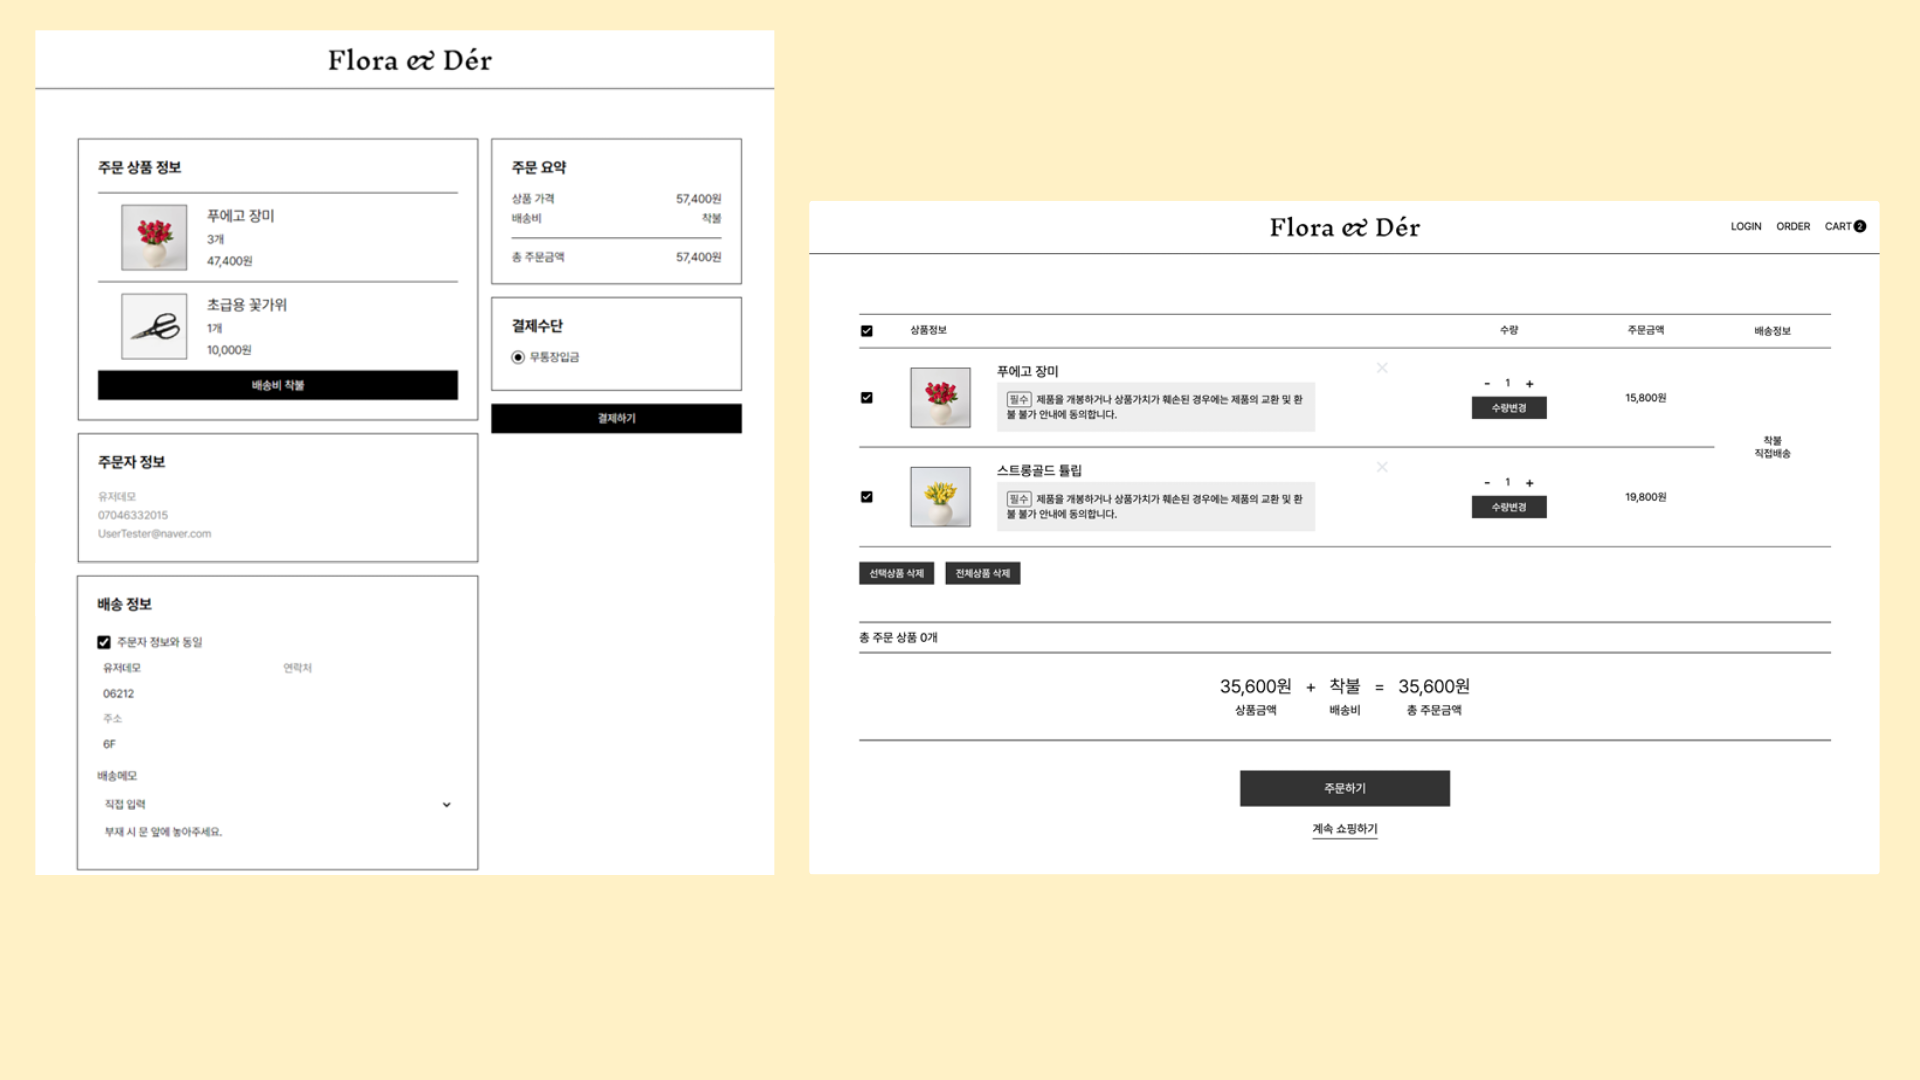 Flora & Dér
주문 상품 정보
푸에고 장미
3개
47,400원
초급용 꽃가위
1개
10,000원
배송비 착불
주문자 정보
유저데모
07046332015
UserTester@naver.com
배송 정보
주문자 정보와 동일
유저데모 연락처
06212
주소
6F
배송메모
직접 입력
부재 시 문 앞에 놓아주세요.
주문 요약
상품 가격 57,400원
배송비 착불
총 주문금액 57,400원
결제수단
무통장입금
결제하기
Flora & Dér
LOGIN ORDER CART 2
상품정보 수량 주문금액 배송정보
푸에고 장미
필수 제품을 개봉하거나 상품가치가 훼손된 경우에는 제품의 교환 및 환
불 불가 안내에 동의합니다.
- 1 +
수량변경
15,800원
착불
직접배송
스트롱골드 튤립
필수 제품을 개봉하거나 상품가치가 훼손된 경우에는 제품의 교환 및 환
불 불가 안내에 동의합니다.
- 1 +
수량변경
19,800원
선택상품 삭제 전체상품 삭제
총 주문 상품 0개
35,600원 + 착불 = 35,600원
상품금액 배송비 총 주문금액
주문하기
계속 쇼핑하기